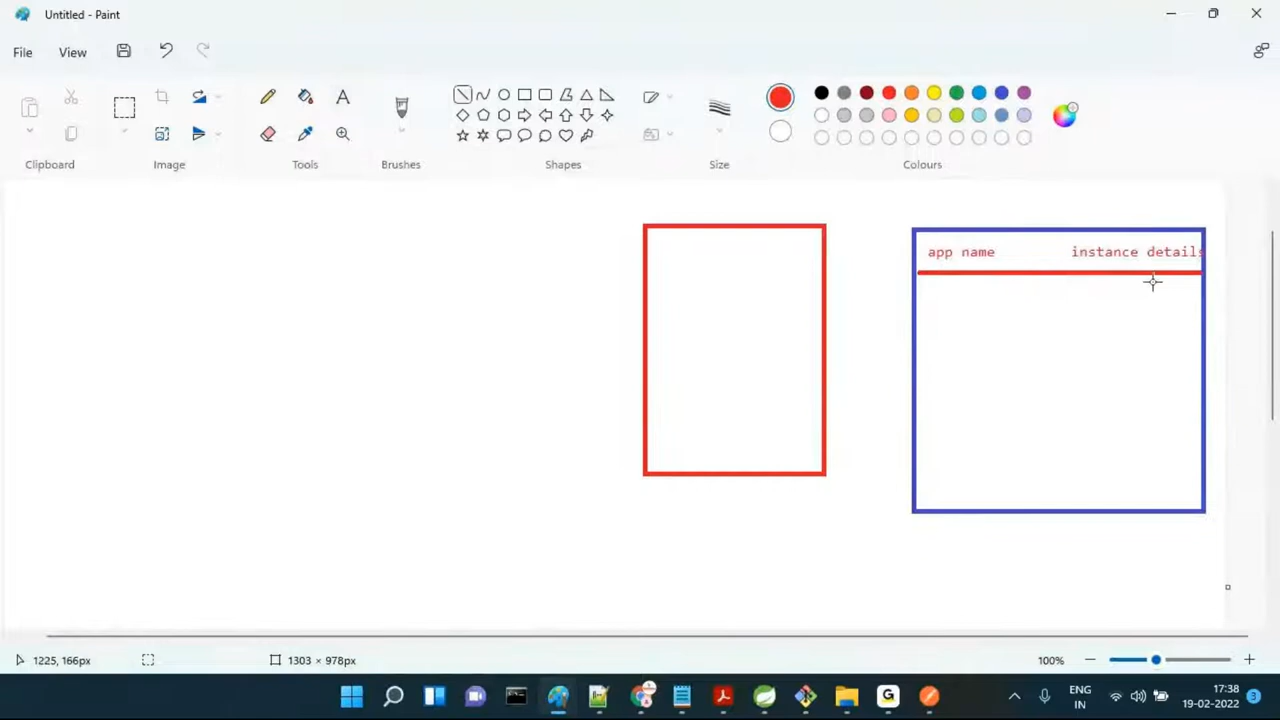 Untitled - Paint
File View
Clipboard Image Tools Brushes Shapes Size Colours
app name instance details
1225, 166px 1303 × 978px 100%
ENG 17:38
IN 19-02-2022 3